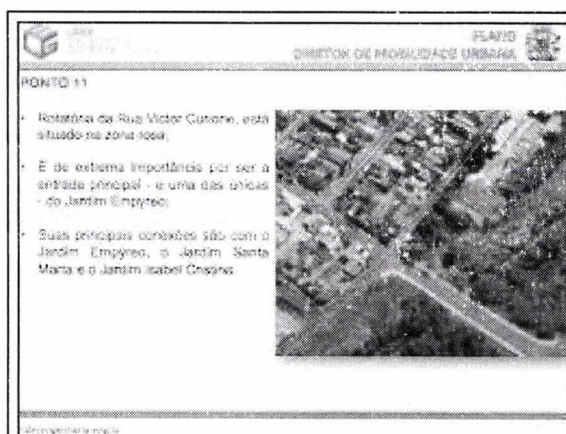 PLANO
DIRETOR DE MOBILIDADE URBANA
PONTO 11
• Rotatória da Rua Victor Cursone, está
situado na zona rosa;
• É de extrema importância por ser a
entrada principal - e uma das únicas
- do Jardim Empyreo;
• Suas principais conexões são com o
Jardim Empyreo, o Jardim Santa
Marta e o Jardim Isabel Cristina